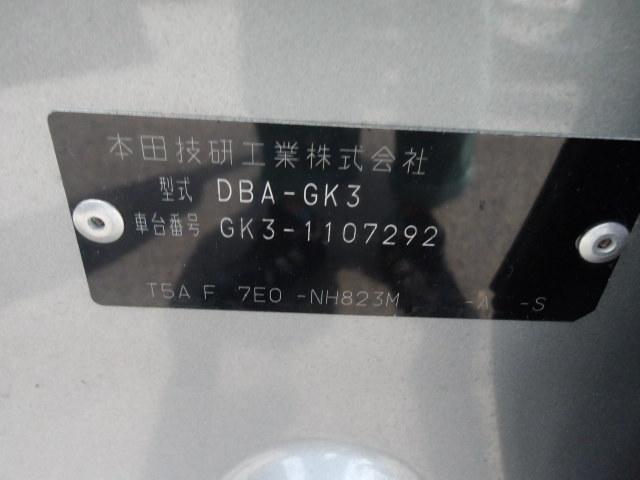 本田技研工業株式会社
型式 DBA-GK3
車台番号 GK3-1107292
T5A F 7E0 -NH823M -A -S